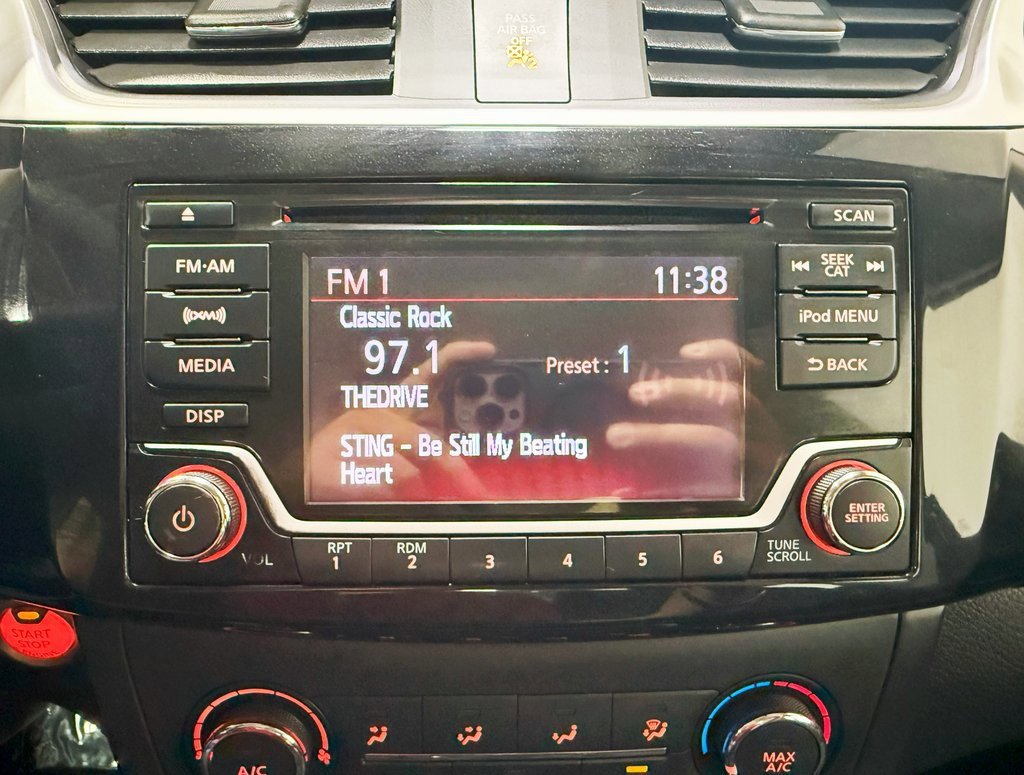 PASS
AIR BAG
OFF
SCAN
FM·AM
SEEK
CAT
FM 1 11:38
Classic Rock
((XM))
iPod MENU
97.1 Preset : 1
MEDIA
BACK
THEDRIVE
DISP
STING - Be Still My Beating
Heart
ENTER
SETTING
VOL
RPT
1
RDM
2
3
4
5
6
TUNE
SCROLL
START
STOP
A/C
MAX
A/C